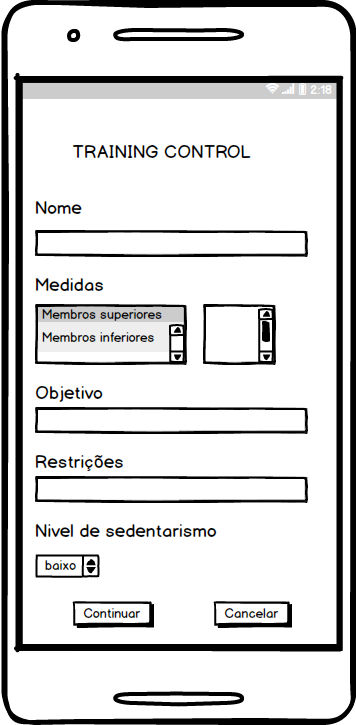 2:18
TRAINING CONTROL
Nome
Medidas
Membros superiores
Membros inferiores
Objetivo
Restrições
Nivel de sedentarismo
baixo
Continuar Cancelar